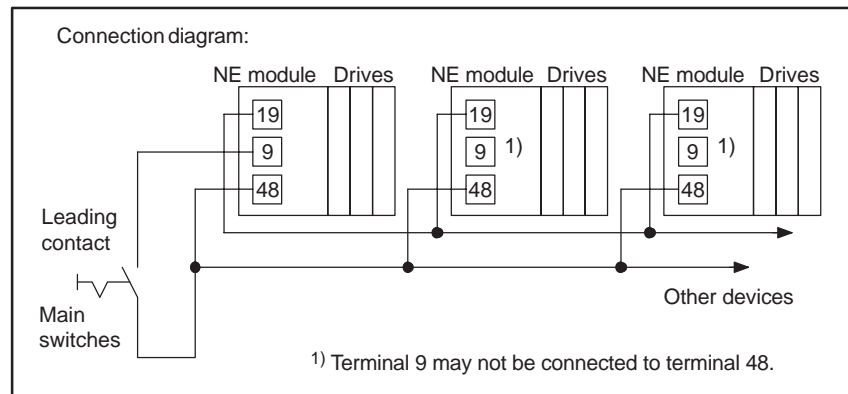 Connection diagram:
NE module Drives NE module Drives NE module Drives
19 19 19
9 9 1) 9 1)
48 48 48
Leading
contact
Main
switches
Other devices
1) Terminal 9 may not be connected to terminal 48.